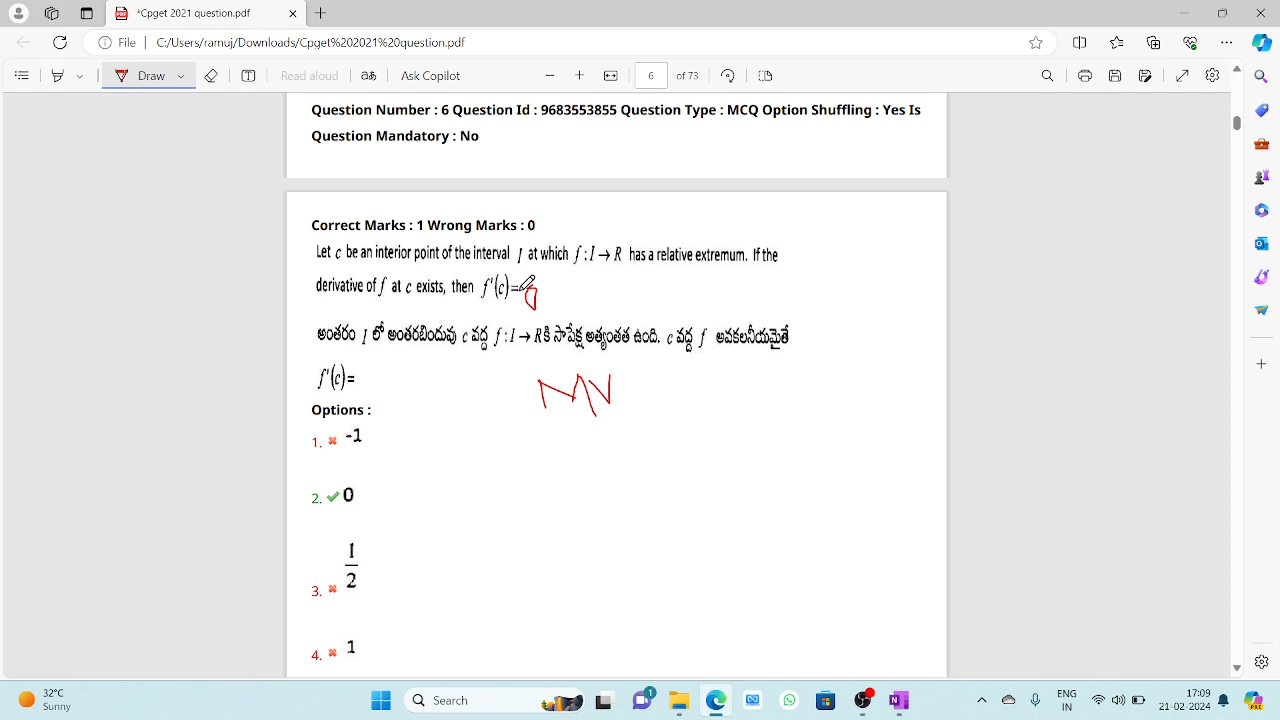 *Cpget 2021 question.pdf
File C:/Users/ramuj/Downloads/Cpget%202021%20question.pdf
Draw Read aloud Ask Copilot 6 of 73
Question Number : 6 Question Id : 9683553855 Question Type : MCQ Option Shuffling : Yes Is
Question Mandatory : No
Correct Marks : 1 Wrong Marks : 0
Let c be an interior point of the interval I at which f : I → R has a relative extremum. If the
derivative of f at c exists, then f'(c)= 0
అంతరం I లో అంతరబిందువు c వద్ద f : I → R కి సాపేక్ష అత్యంతత ఉంది. c వద్ద f అవకలనీయమైతే
f'(c)=
Options :
1. -1
2. 0
3. 1/2
4. 1
32°C
Sunny
Search
1
ENG
IN
17:09
21-02-2024